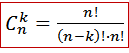 Cₙᵏ = n! / (n−k)!·n!